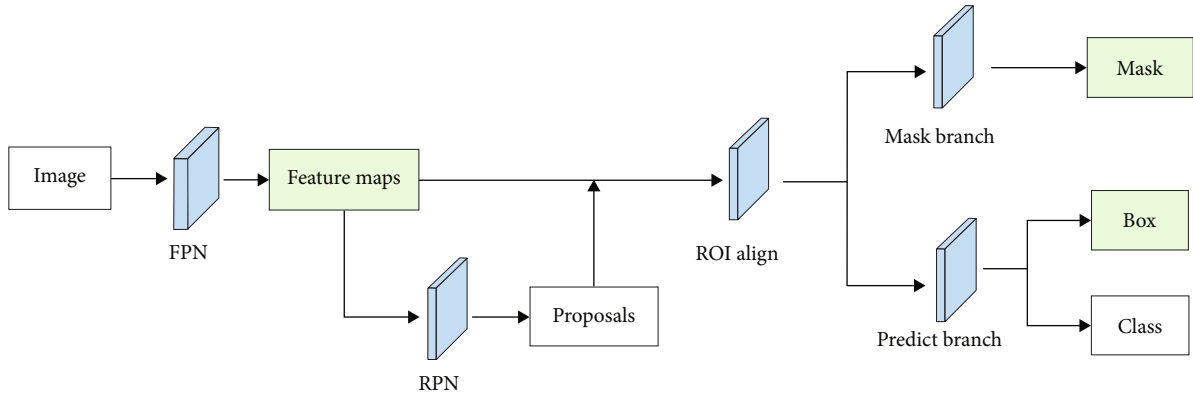 Image
FPN
Feature maps
RPN
Proposals
ROI align
Mask branch
Mask
Predict branch
Box
Class